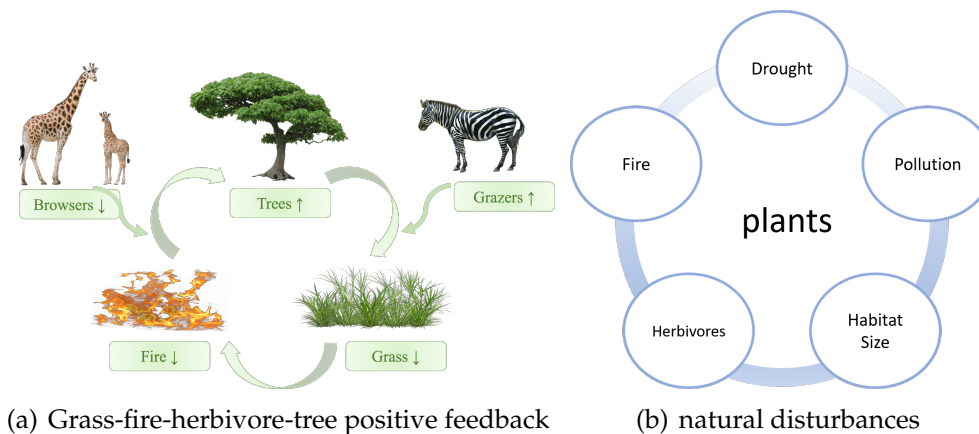 Browsers ↓
Trees ↑
Grazers ↑
Fire ↓
Grass ↓
(a) Grass-fire-herbivore-tree positive feedback
Drought
Fire
Pollution
plants
Herbivores
Habitat
Size
(b) natural disturbances